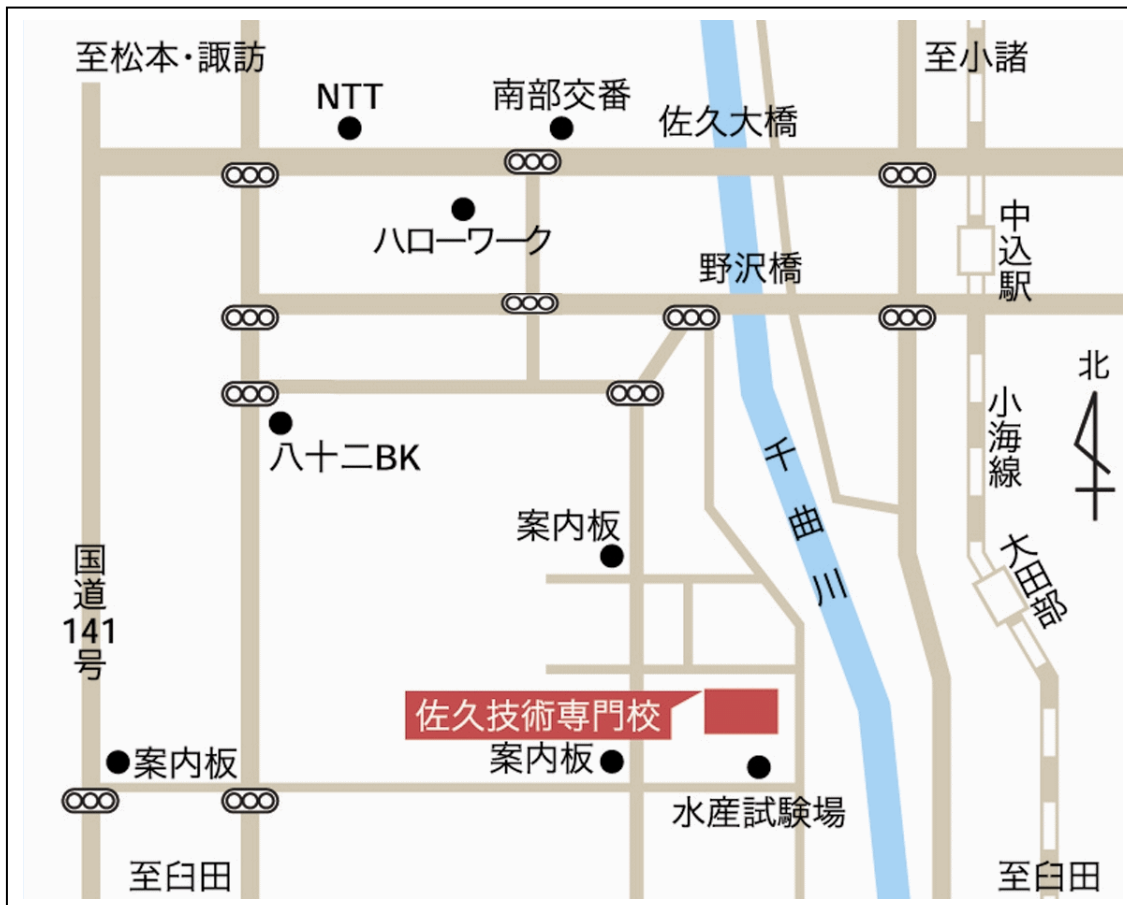 至松本・諏訪
至小諸
NTT
南部交番
佐久大橋
ハローワーク
野沢橋
中込駅
北
小海線
八十二BK
千曲川
案内板
大田部
国道141号
佐久技術専門校
案内板
案内板
水産試験場
至臼田
至臼田